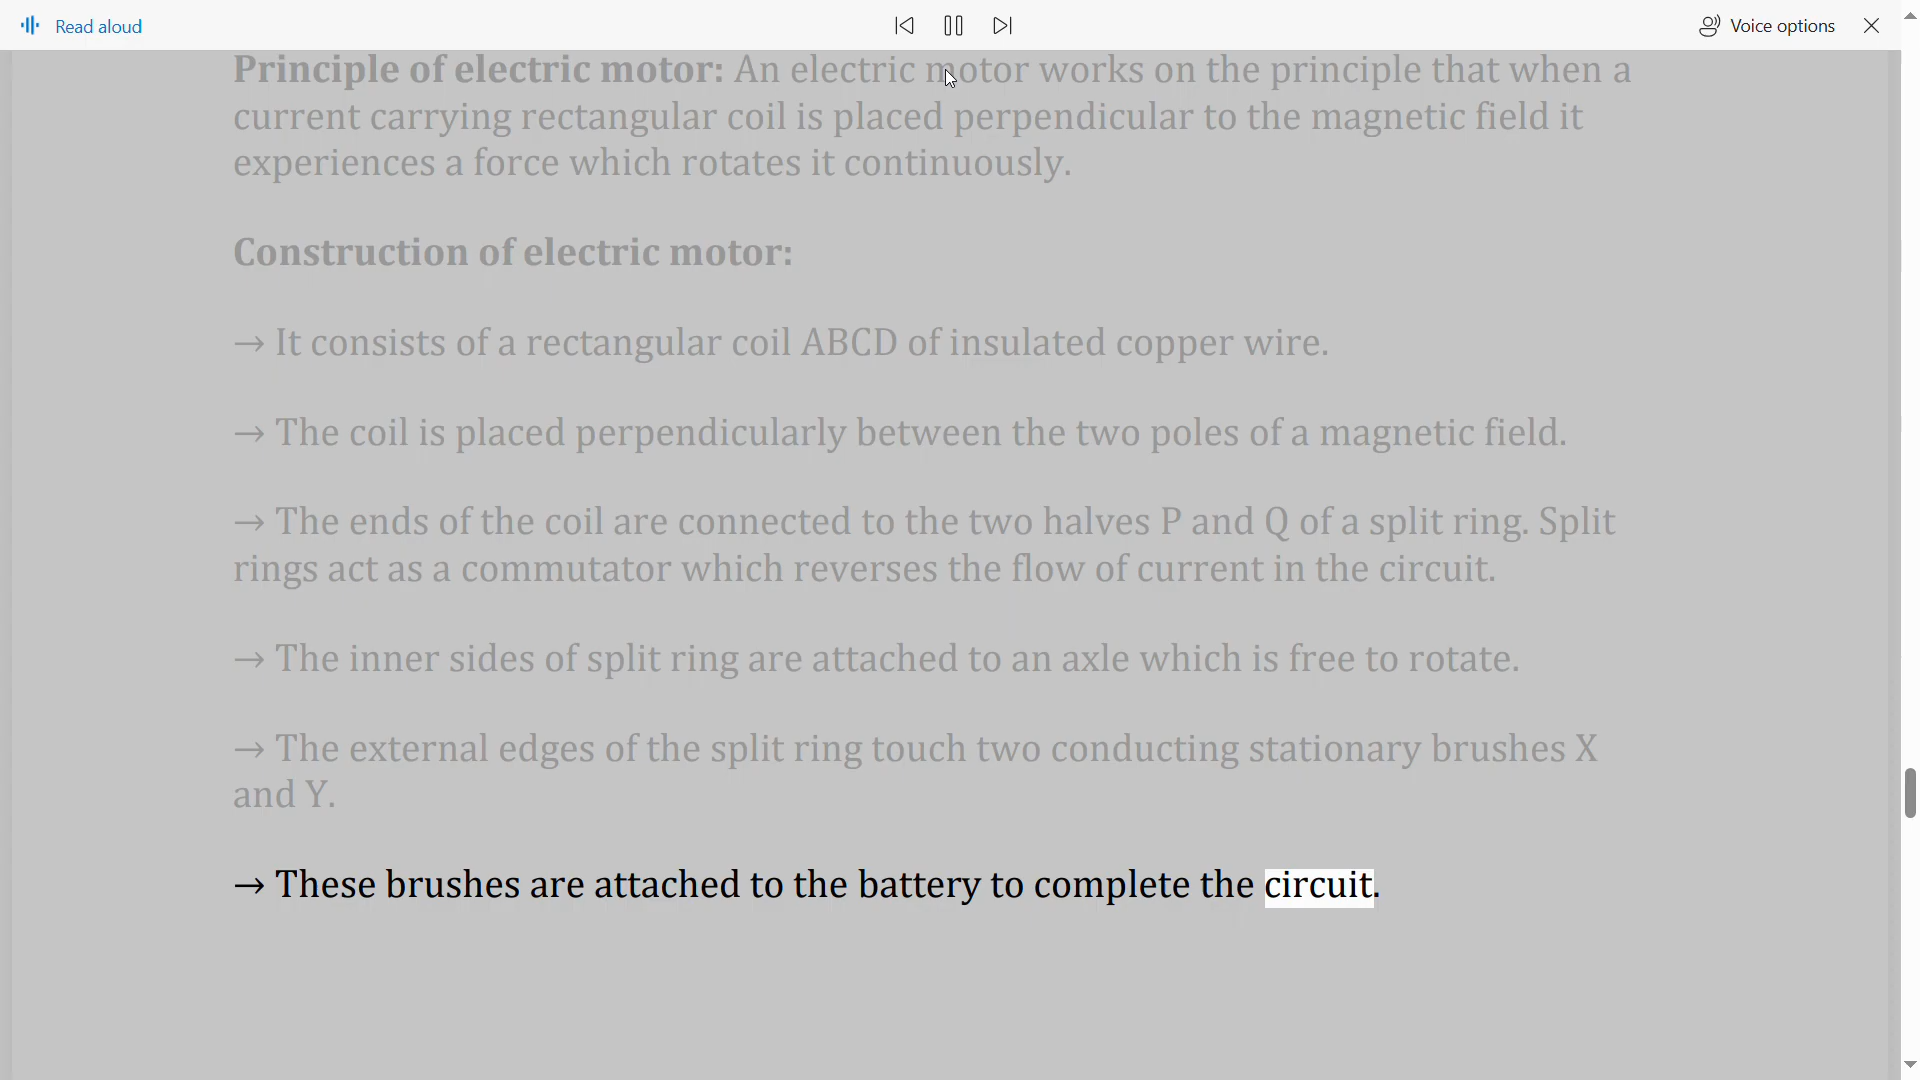 Read aloud
Voice options
Principle of electric motor: An electric motor works on the principle that when a
current carrying rectangular coil is placed perpendicular to the magnetic field it
experiences a force which rotates it continuously.
Construction of electric motor:
→ It consists of a rectangular coil ABCD of insulated copper wire.
→ The coil is placed perpendicularly between the two poles of a magnetic field.
→ The ends of the coil are connected to the two halves P and Q of a split ring. Split
rings act as a commutator which reverses the flow of current in the circuit.
→ The inner sides of split ring are attached to an axle which is free to rotate.
→ The external edges of the split ring touch two conducting stationary brushes X
and Y.
→ These brushes are attached to the battery to complete the circuit.